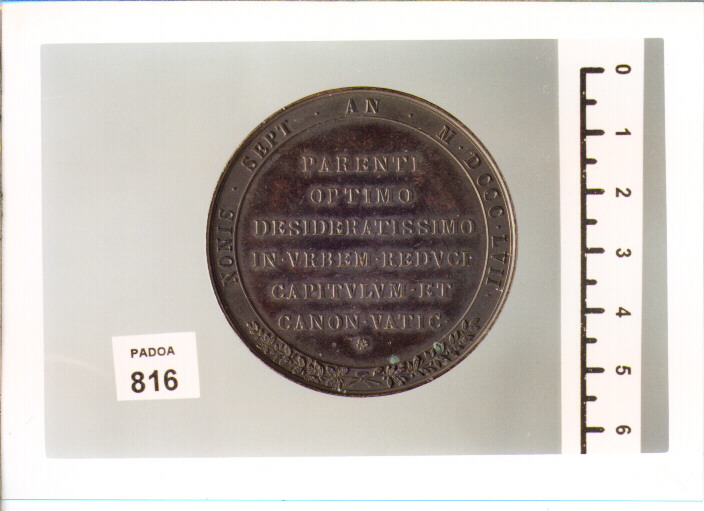 NONIS · SEPT · AN · M · DCCC · LVII ·
PARENTI
OPTIMO
DESIDERATISSIMO
IN · VRBEM · REDVCI
CAPITVLVM · ET
CANON · VATIC
PADOA
816
0
1
2
3
4
5
6